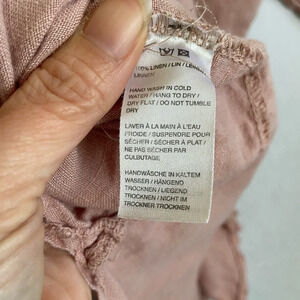 100% LINEN / LIN /
LINNEN
HAND WASH IN COLD
WATER / HANG TO DRY /
DRY FLAT / DO NOT TUMBLE
DRY
LAVER À LA MAIN À L'EAU
FROIDE / SUSPENDRE POUR
SÉCHER / SÉCHER À PLAT /
NE PAS SÉCHER PAR
CULBUTAGE
HANDWÄSCHE IN KALTEM
WASSER / HÄNGEND
TROCKNEN / LIEGEND
TROCKNEN / NICHT IM
TROCKNER TROCKNEN